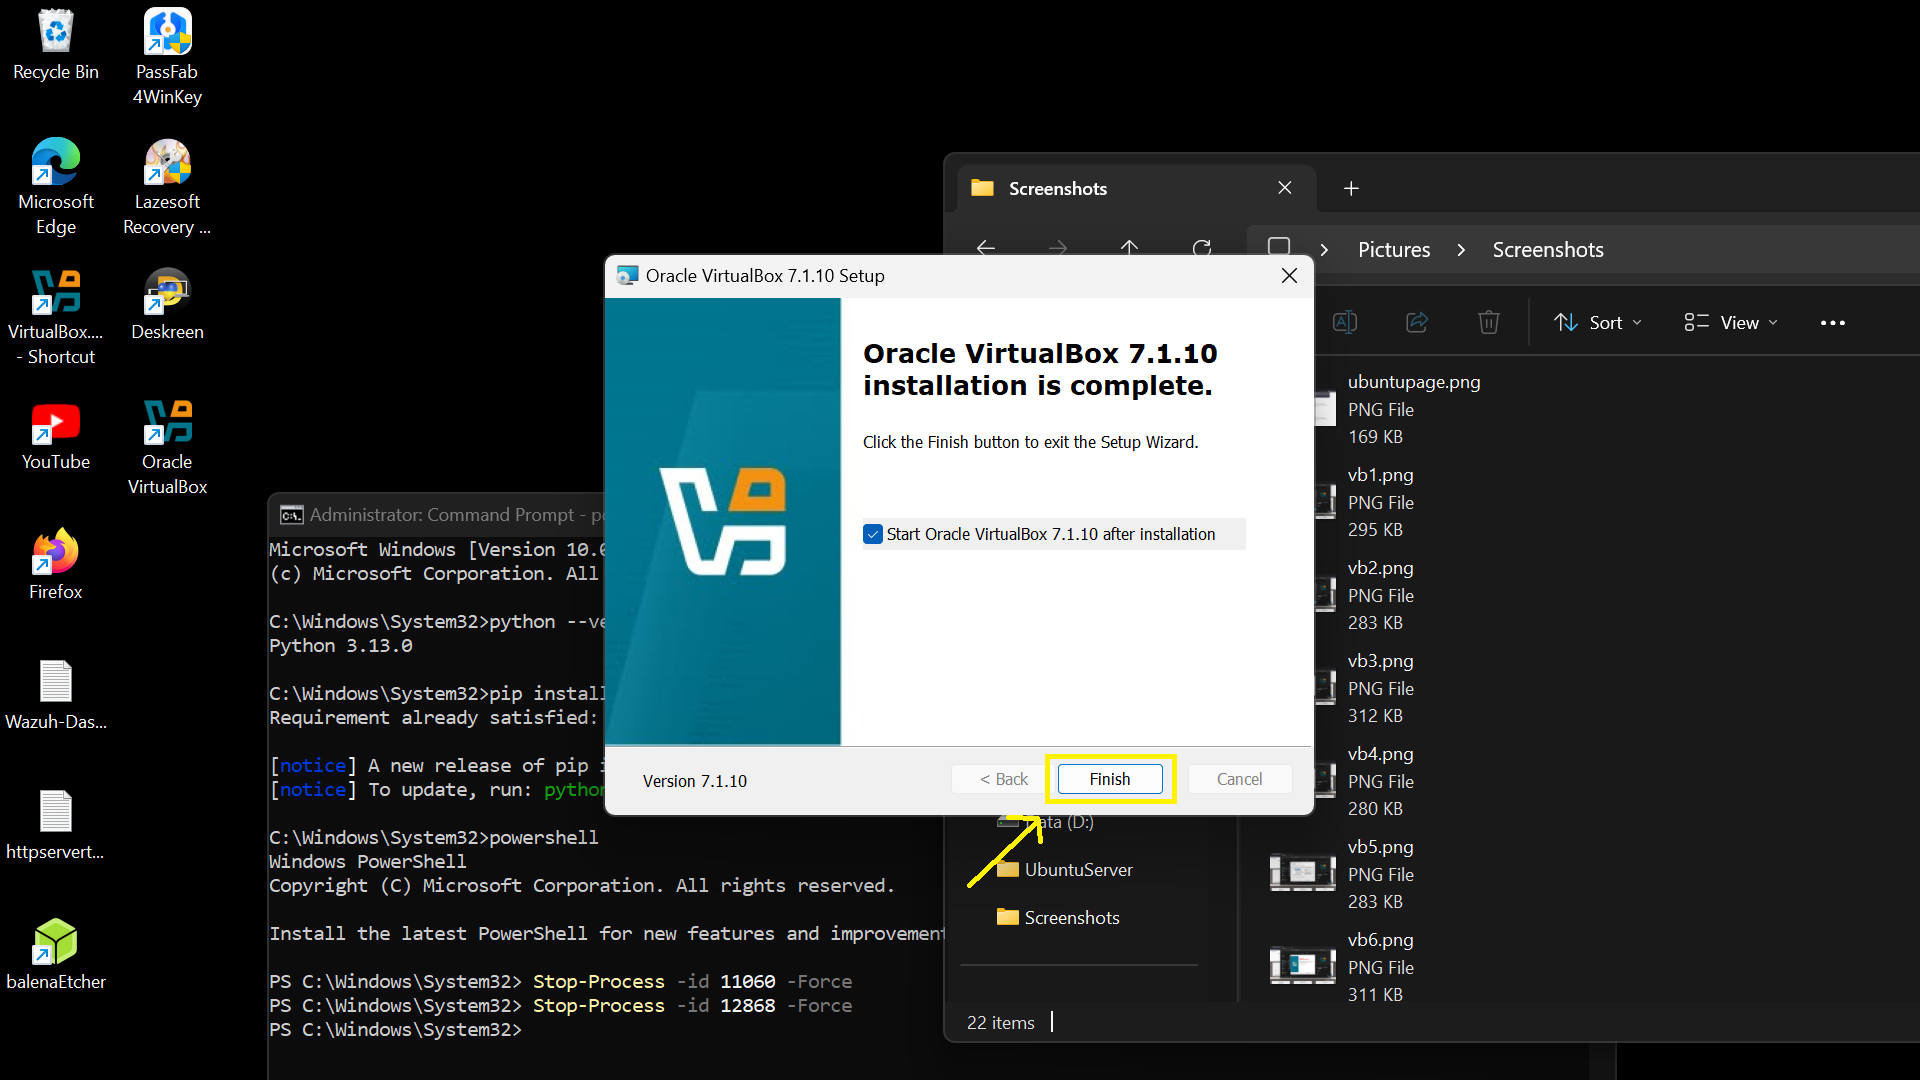 Recycle Bin
PassFab
4WinKey
Microsoft
Edge
Lazesoft
Recovery ...
VirtualBox....
- Shortcut
Deskreen
YouTube
Oracle
VirtualBox
Firefox
Wazuh-Das...
httpservert...
balenaEtcher
Administrator: Command Prompt - po
Microsoft Windows [Version 10.0
(c) Microsoft Corporation. All
C:\Windows\System32>python --ve
Python 3.13.0
C:\Windows\System32>pip install
Requirement already satisfied:
[notice] A new release of pip i
[notice] To update, run: python
C:\Windows\System32>powershell
Windows PowerShell
Copyright (C) Microsoft Corporation. All rights reserved.
Install the latest PowerShell for new features and improvement
PS C:\Windows\System32> Stop-Process -id 11060 -Force
PS C:\Windows\System32> Stop-Process -id 12868 -Force
PS C:\Windows\System32>
Oracle VirtualBox 7.1.10 Setup
Oracle VirtualBox 7.1.10
installation is complete.
Click the Finish button to exit the Setup Wizard.
Start Oracle VirtualBox 7.1.10 after installation
Version 7.1.10
< Back
Finish
Cancel
Screenshots
Pictures
Screenshots
Sort
View
ubuntupage.png
PNG File
169 KB
vb1.png
PNG File
295 KB
vb2.png
PNG File
283 KB
vb3.png
PNG File
312 KB
vb4.png
PNG File
280 KB
vb5.png
PNG File
283 KB
vb6.png
PNG File
311 KB
Data (D:)
UbuntuServer
Screenshots
22 items